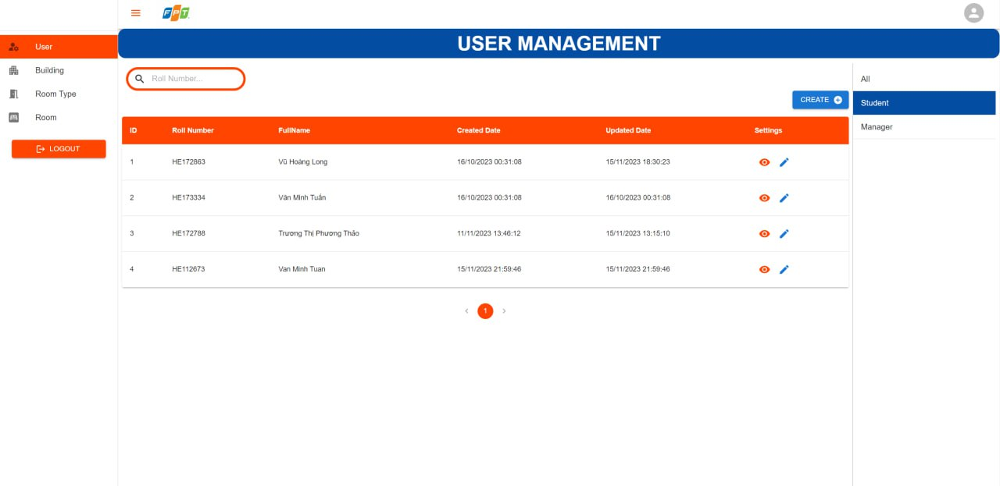 FPT
USER MANAGEMENT
User
Building
Room Type
Room
LOGOUT
Roll Number...
CREATE
ID Roll Number FullName Created Date Updated Date Settings
1 HE172863 Vũ Hoàng Long 16/10/2023 00:31:08 15/11/2023 18:30:23
2 HE173334 Văn Minh Tuấn 16/10/2023 00:31:08 16/10/2023 00:31:08
3 HE172788 Trương Thị Phương Thảo 11/11/2023 13:46:12 15/11/2023 13:15:10
4 HE112673 Van Minh Tuan 15/11/2023 21:59:46 15/11/2023 21:59:46
1
All
Student
Manager